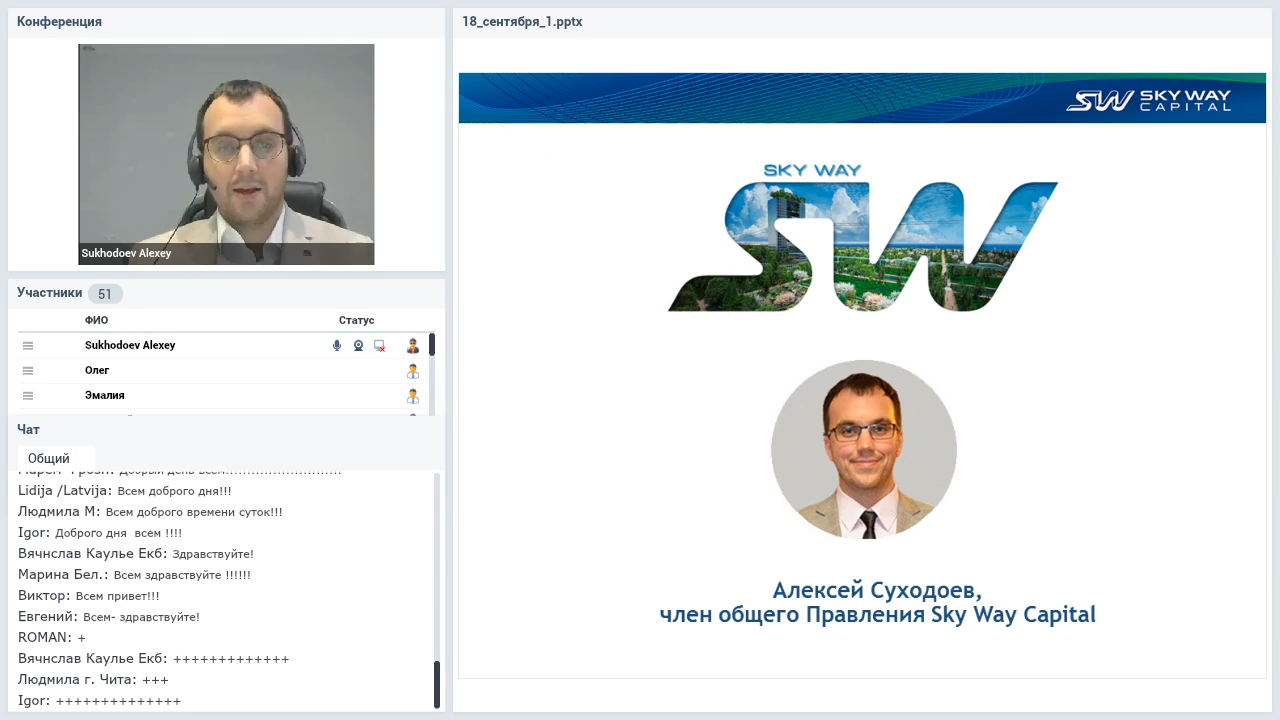 Конференция
Sukhodoev Alexey
Участники 51
ФИО Статус
Sukhodoev Alexey
Олег
Эмалия
Чат
Общий
Lidija /Latvija: Всем доброго дня!!!
Людмила М: Всем доброго времени суток!!!
Igor: Доброго дня всем !!!!
Вячнслав Каулье Екб: Здравствуйте!
Марина Бел.: Всем здравствуйте !!!!!!
Виктор: Всем привет!!!
Евгений: Всем- здравствуйте!
ROMAN: +
Вячнслав Каулье Екб: +++++++++++++
Людмила г. Чита: +++
Igor: ++++++++++++++
18_сентября_1.pptx
SW SKY WAY
CAPITAL
SKY WAY
SW
Алексей Суходоев,
член общего Правления Sky Way Capital